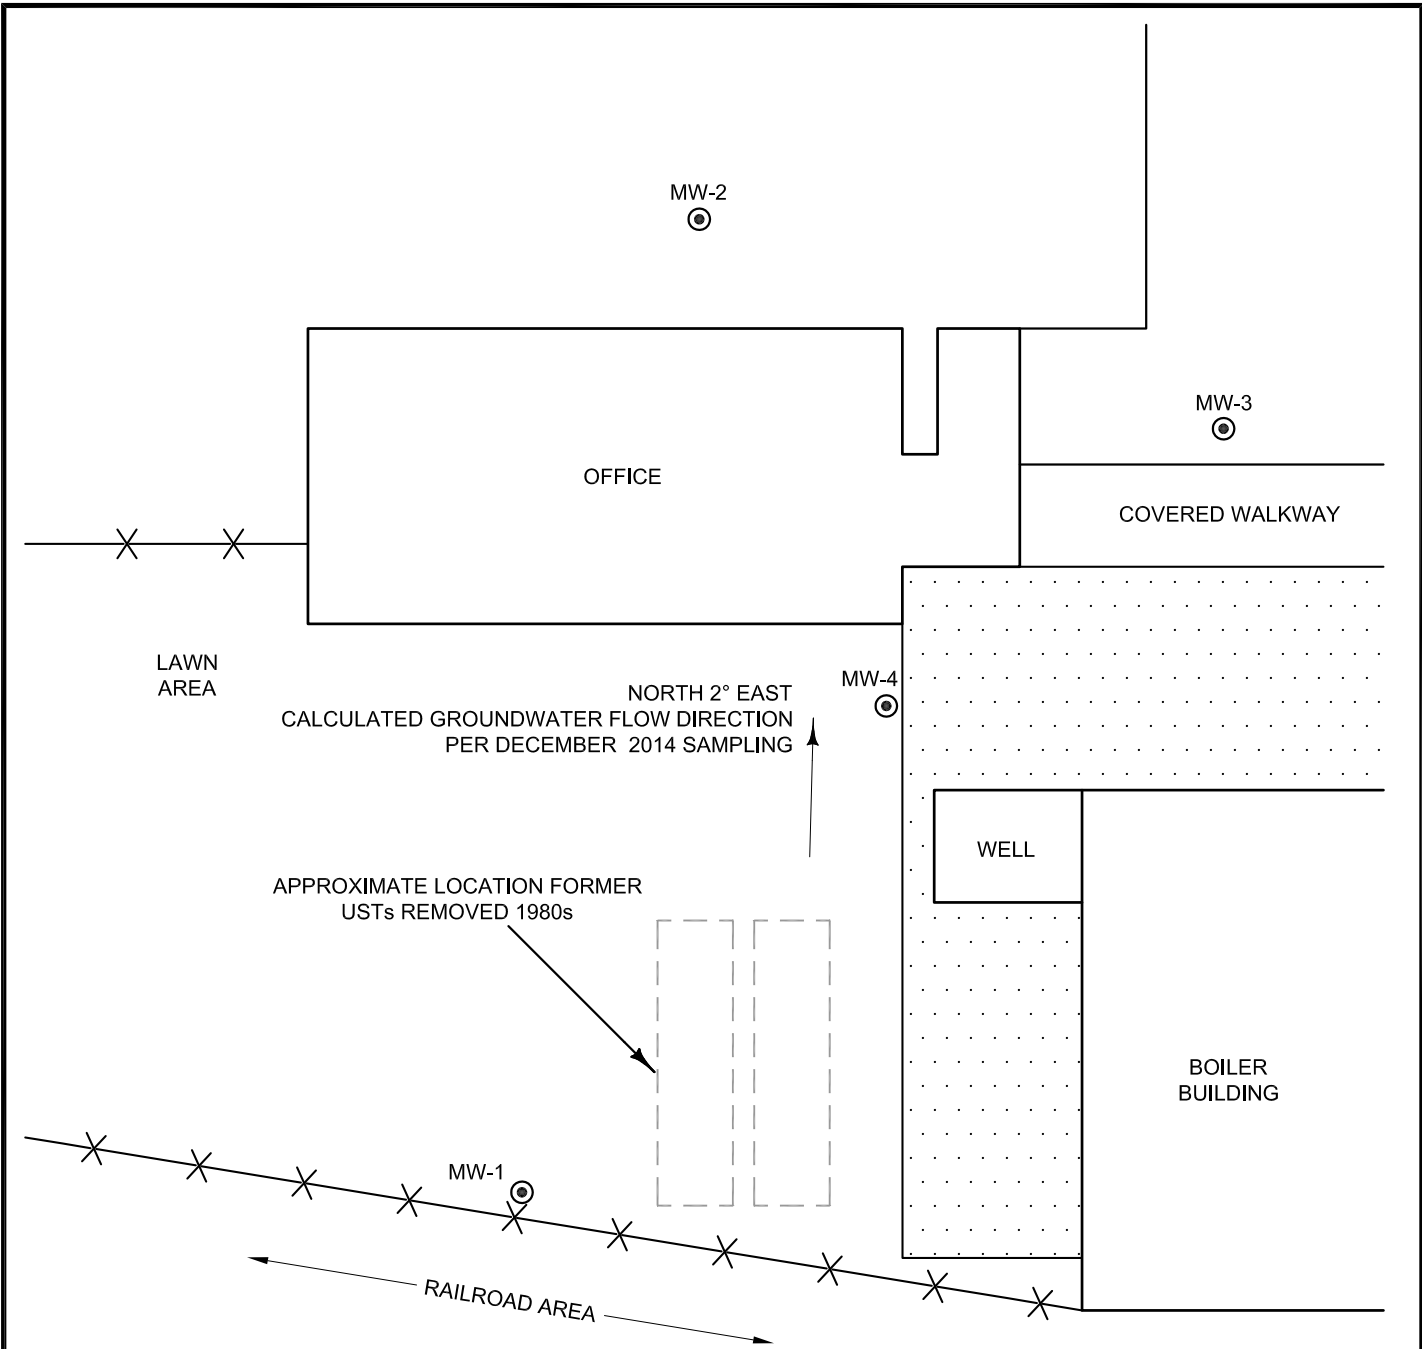 MW-2
MW-3
OFFICE
COVERED WALKWAY
LAWN
AREA
MW-4
NORTH 2° EAST
CALCULATED GROUNDWATER FLOW DIRECTION
PER DECEMBER 2014 SAMPLING
WELL
APPROXIMATE LOCATION FORMER
USTs REMOVED 1980s
BOILER
BUILDING
MW-1
RAILROAD AREA